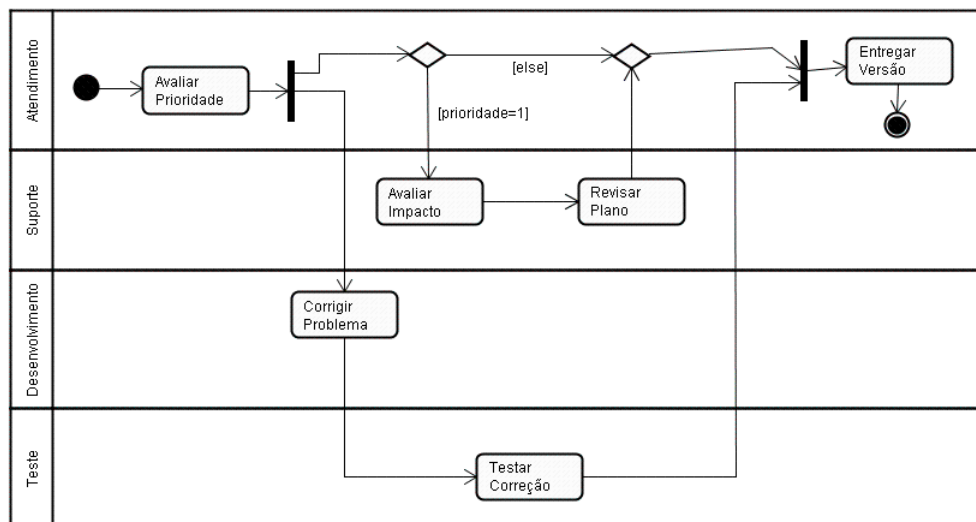 Atendimento
Avaliar
Prioridade
[else]
[prioridade=1]
Entregar
Versão
Suporte
Avaliar
Impacto
Revisar
Plano
Desenvolvimento
Corrigir
Problema
Teste
Testar
Correção